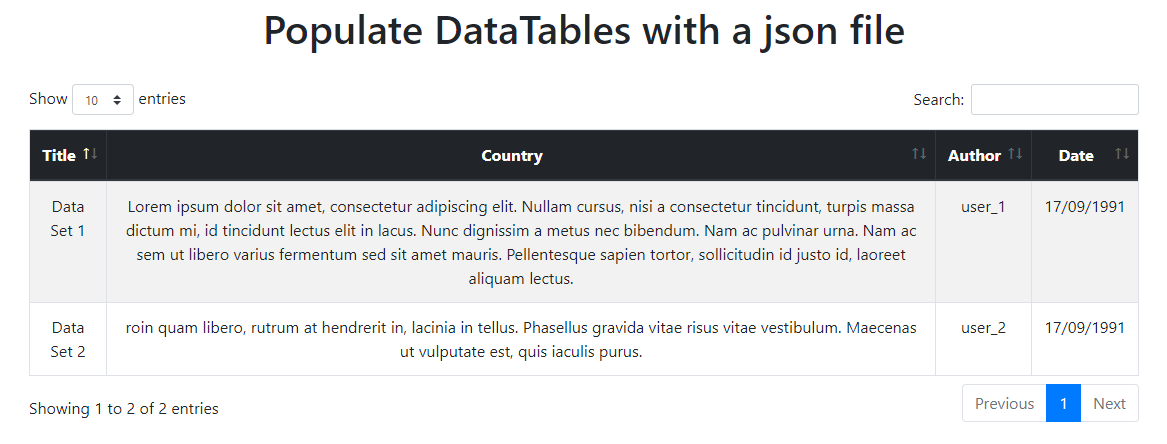 Populate DataTables with a json file
Show 10 entries
Search:
Title Country Author Date
Data Set 1
Lorem ipsum dolor sit amet, consectetur adipiscing elit. Nullam cursus, nisi a consectetur tincidunt, turpis massa
dictum mi, id tincidunt lectus elit in lacus. Nunc dignissim a metus nec bibendum. Nam ac pulvinar urna. Nam ac
sem ut libero varius fermentum sed sit amet mauris. Pellentesque sapien tortor, sollicitudin id justo id, laoreet
aliquam lectus.
user_1
17/09/1991
Data Set 2
roin quam libero, rutrum at hendrerit in, lacinia in tellus. Phasellus gravida vitae risus vitae vestibulum. Maecenas
ut vulputate est, quis iaculis purus.
user_2
17/09/1991
Showing 1 to 2 of 2 entries
Previous 1 Next